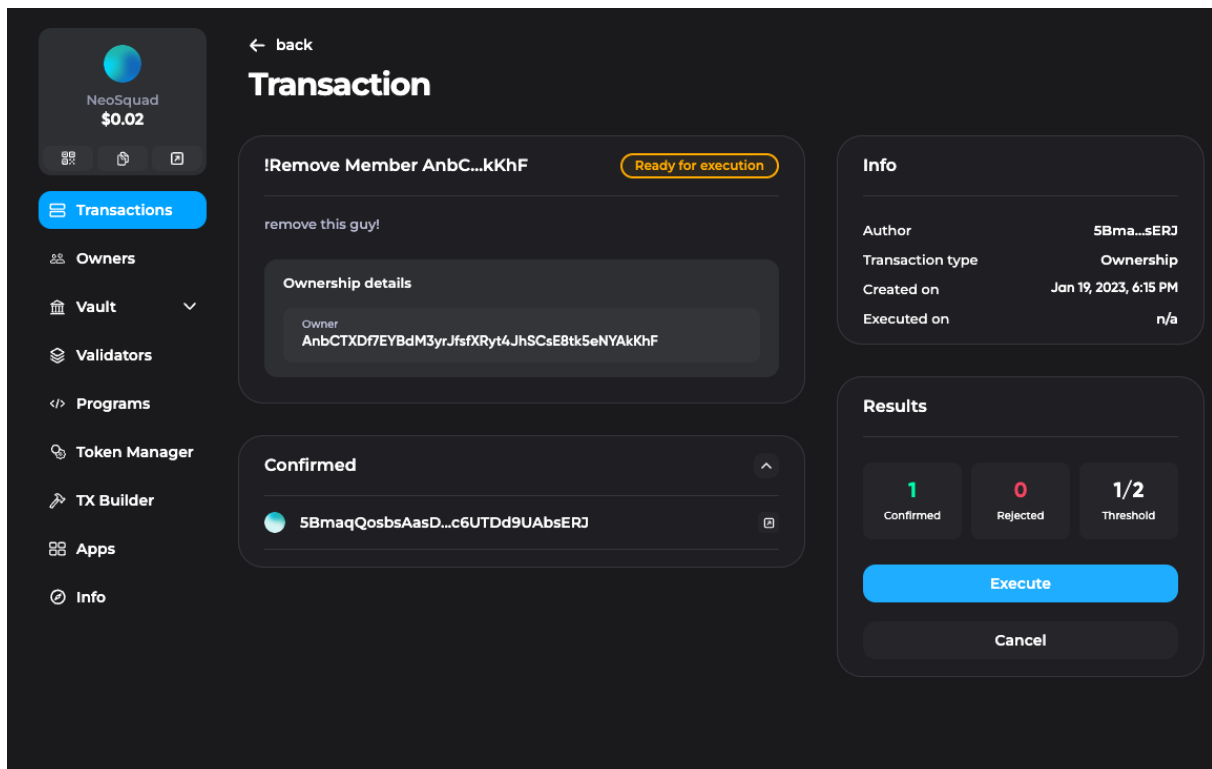 NeoSquad
$0.02
Transactions
Owners
Vault
Validators
Programs
Token Manager
TX Builder
Apps
Info
back
Transaction
!Remove Member AnbC...kKhF
Ready for execution
remove this guy!
Ownership details
Owner
AnbCTXDf7EYBdM3yrJfsfXRyt4JhSCsE8tk5eNYAkKhF
Confirmed
5BmaqQosbsAasD...c6UTDd9UAbsERJ
Info
Author 5Bma...sERJ
Transaction type Ownership
Created on Jan 19, 2023, 6:15 PM
Executed on n/a
Results
1 0 1/2
Confirmed Rejected Threshold
Execute
Cancel